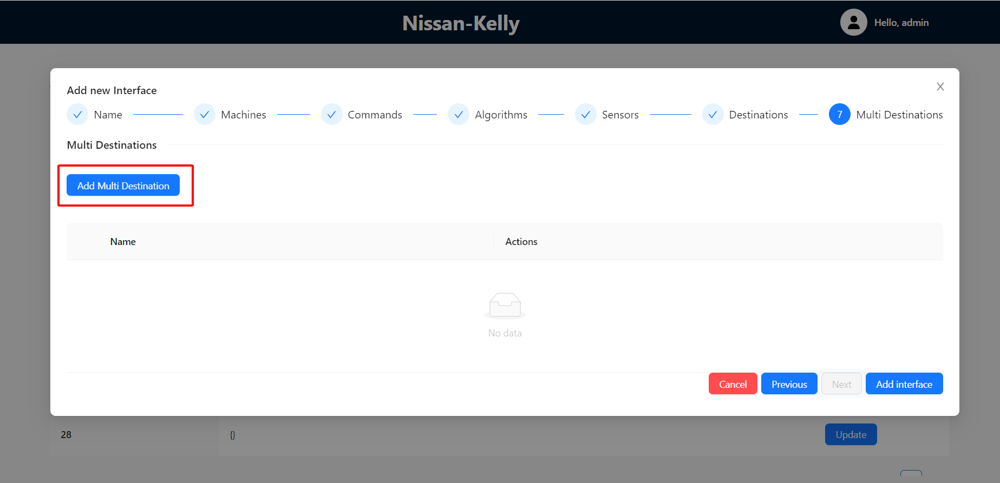 Nissan-Kelly
Hello, admin
Add new Interface
Name Machines Commands Algorithms Sensors Destinations 7 Multi Destinations
Multi Destinations
Add Multi Destination
Name Actions
No data
Cancel Previous Next Add interface
28 {} Update